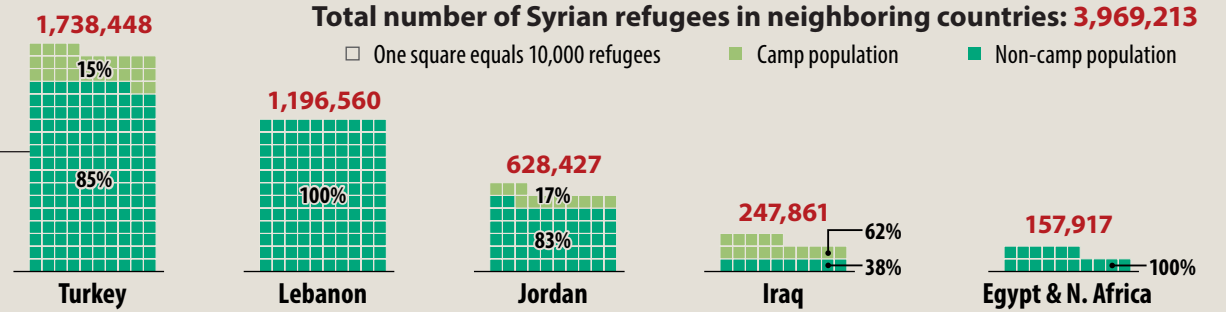 Total number of Syrian refugees in neighboring countries: 3,969,213
One square equals 10,000 refugees
Camp population
Non-camp population
1,738,448
15%
85%
Turkey
1,196,560
100%
Lebanon
628,427
17%
83%
Jordan
247,861
62%
38%
Iraq
157,917
100%
Egypt & N. Africa